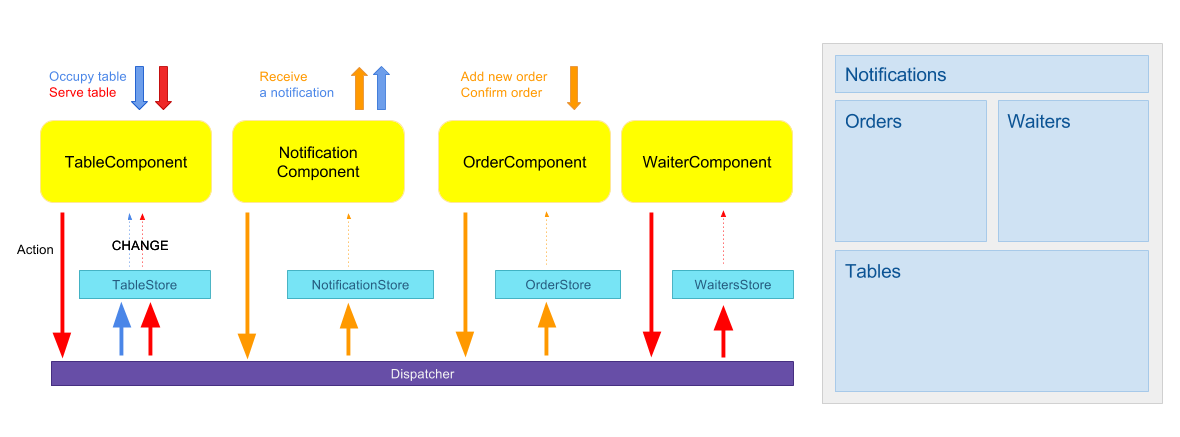 Occupy table
Serve table
Receive
a notification
Add new order
Confirm order
TableComponent
Notification
Component
OrderComponent
WaiterComponent
Action
CHANGE
TableStore
NotificationStore
OrderStore
WaitersStore
Dispatcher
Notifications
Orders
Waiters
Tables